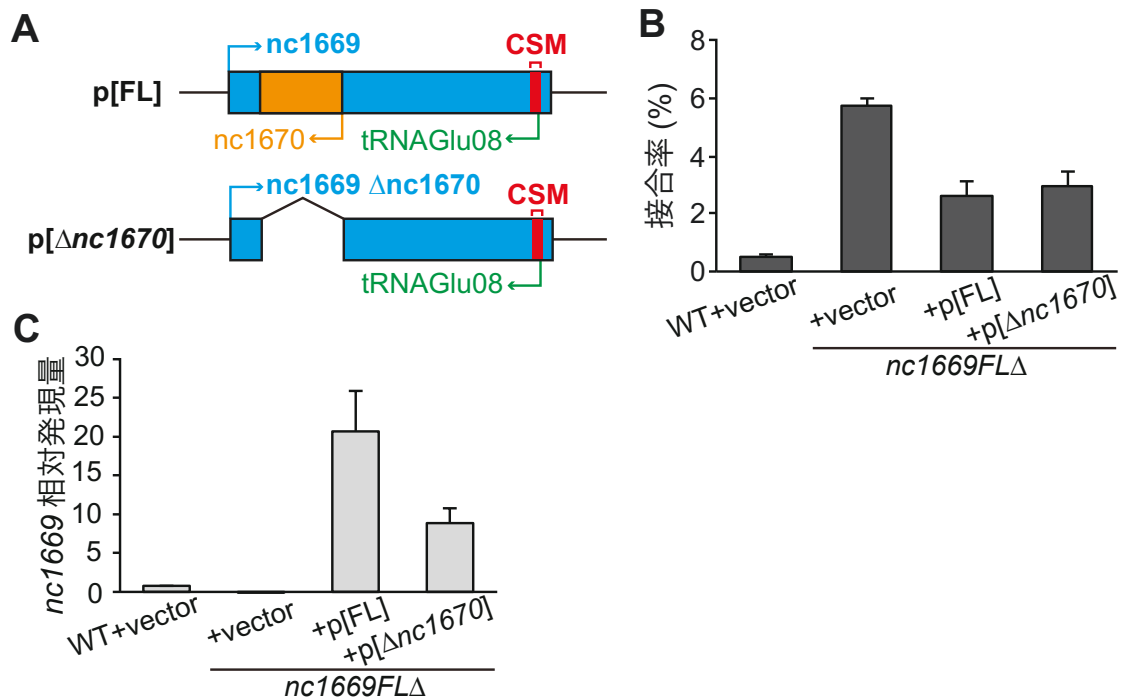 A
nc1669
CSM
p[FL]
nc1670
tRNAGlu08
nc1669 Δnc1670
CSM
p[Δnc1670]
tRNAGlu08
B
接合率 (%)
8
6
4
2
0
WT+vector
+vector
+p[FL]
+p[Δnc1670]
nc1669FLΔ
C
nc1669 相対発現量
30
25
20
15
10
5
0
WT+vector
+vector
+p[FL]
+p[Δnc1670]
nc1669FLΔ